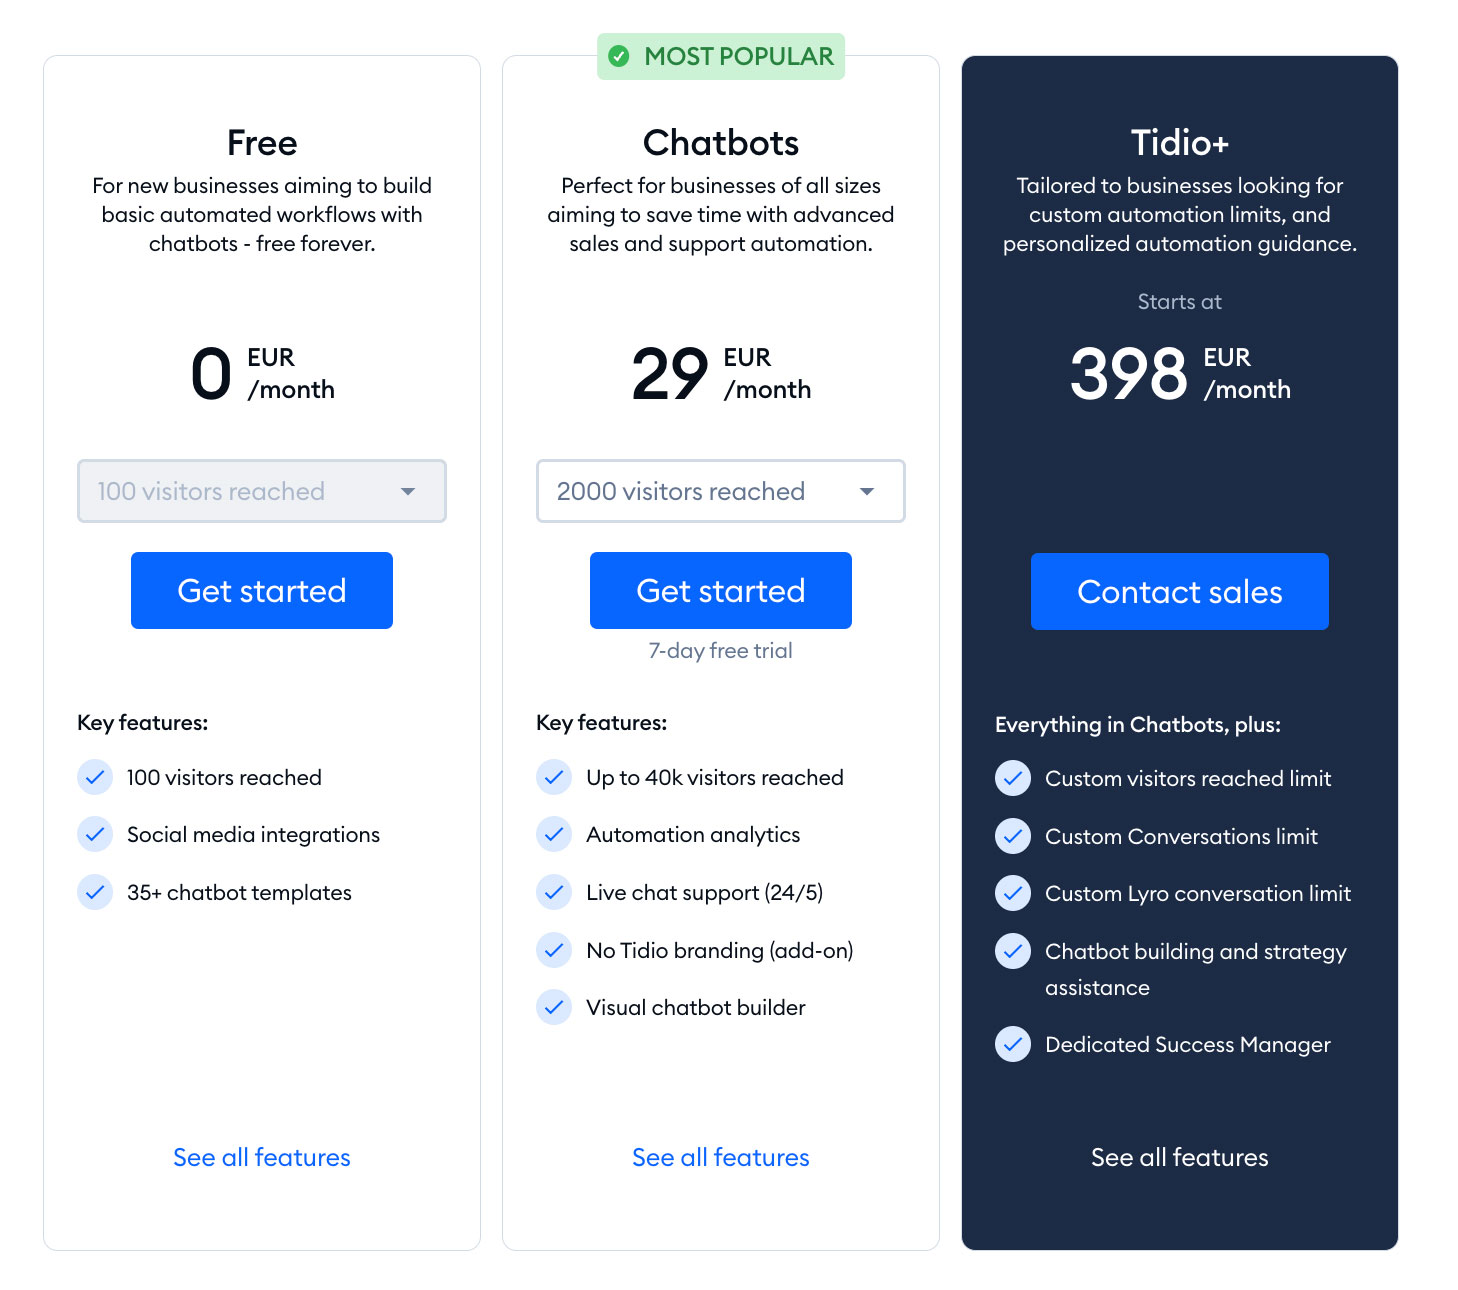 Free
For new businesses aiming to build
basic automated workflows with
chatbots - free forever.
0 EUR
/month
100 visitors reached
Get started
Key features:
100 visitors reached
Social media integrations
35+ chatbot templates
See all features
MOST POPULAR
Chatbots
Perfect for businesses of all sizes
aiming to save time with advanced
sales and support automation.
29 EUR
/month
2000 visitors reached
Get started
7-day free trial
Key features:
Up to 40k visitors reached
Automation analytics
Live chat support (24/5)
No Tidio branding (add-on)
Visual chatbot builder
See all features
Tidio+
Tailored to businesses looking for
custom automation limits, and
personalized automation guidance.
Starts at
398 EUR
/month
Contact sales
Everything in Chatbots, plus:
Custom visitors reached limit
Custom Conversations limit
Custom Lyro conversation limit
Chatbot building and strategy
assistance
Dedicated Success Manager
See all features